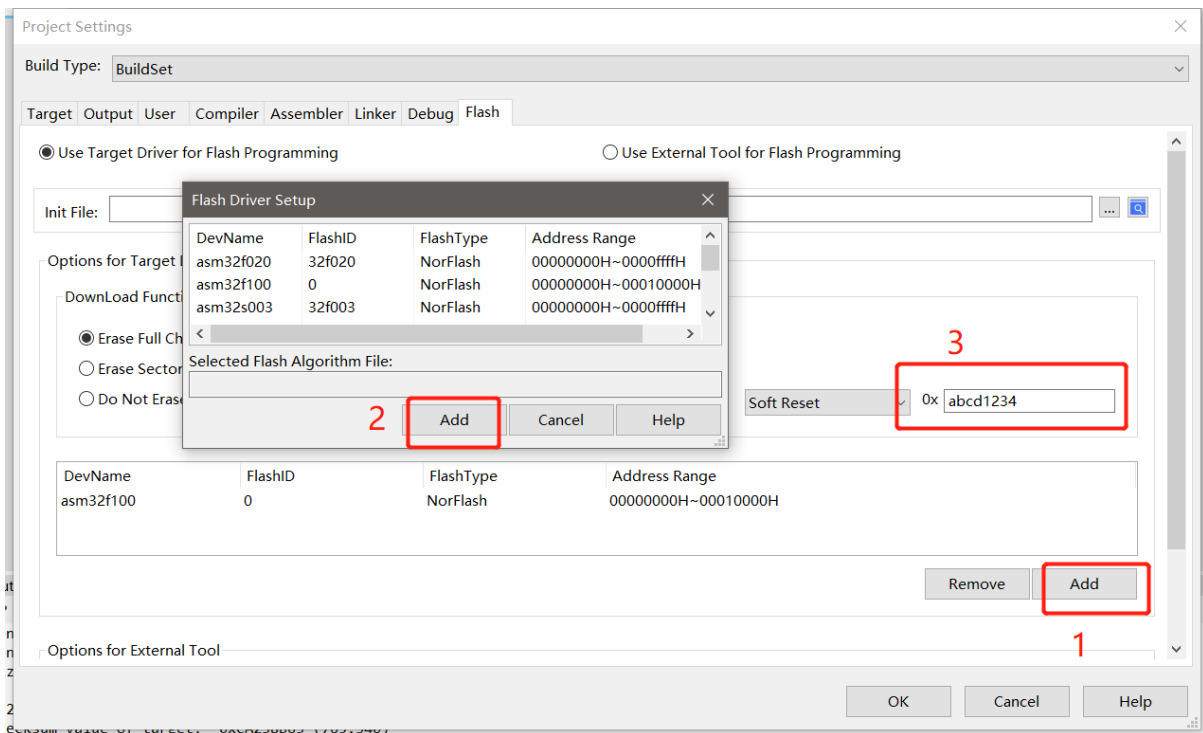 Project Settings
Build Type: BuildSet
Target Output User Compiler Assembler Linker Debug Flash
Use Target Driver for Flash Programming Use External Tool for Flash Programming
Init File: ...
Flash Driver Setup
DevName FlashID FlashType Address Range
asm32f020 32f020 NorFlash 00000000H~0000ffffH
asm32f100 0 NorFlash 00000000H~00010000H
asm32s003 32f003 NorFlash 00000000H~0000ffffH
Selected Flash Algorithm File:
2 Add Cancel Help
Options for Target
DownLoad Functi
Erase Full Ch
Erase Sector
Do Not Erase
3
Soft Reset 0x abcd1234
DevName FlashID FlashType Address Range
asm32f100 0 NorFlash 00000000H~00010000H
Remove Add
1
Options for External Tool
OK Cancel Help